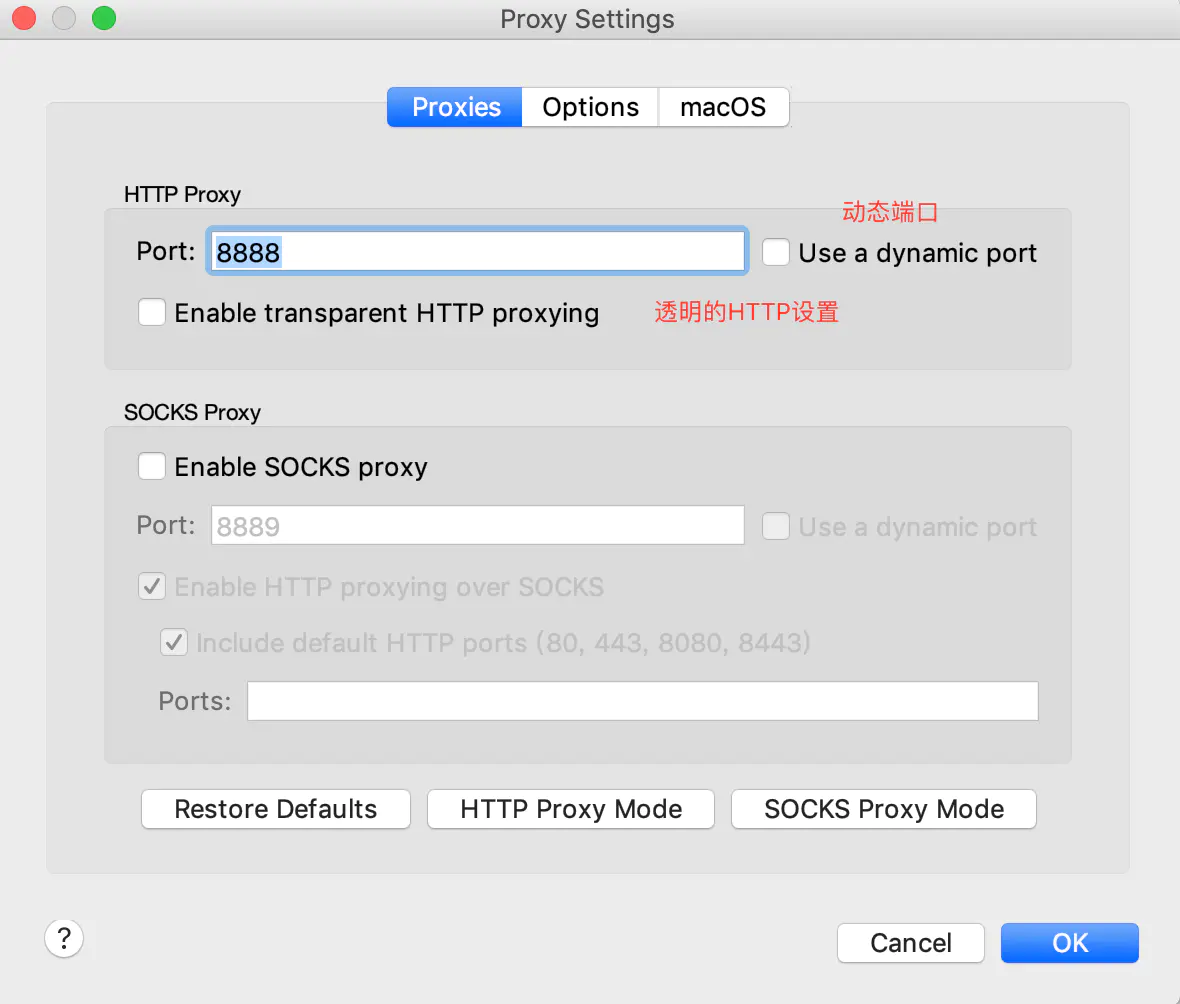 Proxy Settings
Proxies Options macOS
HTTP Proxy
动态端口
Port: 8888 Use a dynamic port
Enable transparent HTTP proxying 透明的HTTP设置
SOCKS Proxy
Enable SOCKS proxy
Port: 8889 Use a dynamic port
Enable HTTP proxying over SOCKS
Include default HTTP ports (80, 443, 8080, 8443)
Ports:
Restore Defaults HTTP Proxy Mode SOCKS Proxy Mode
? Cancel OK